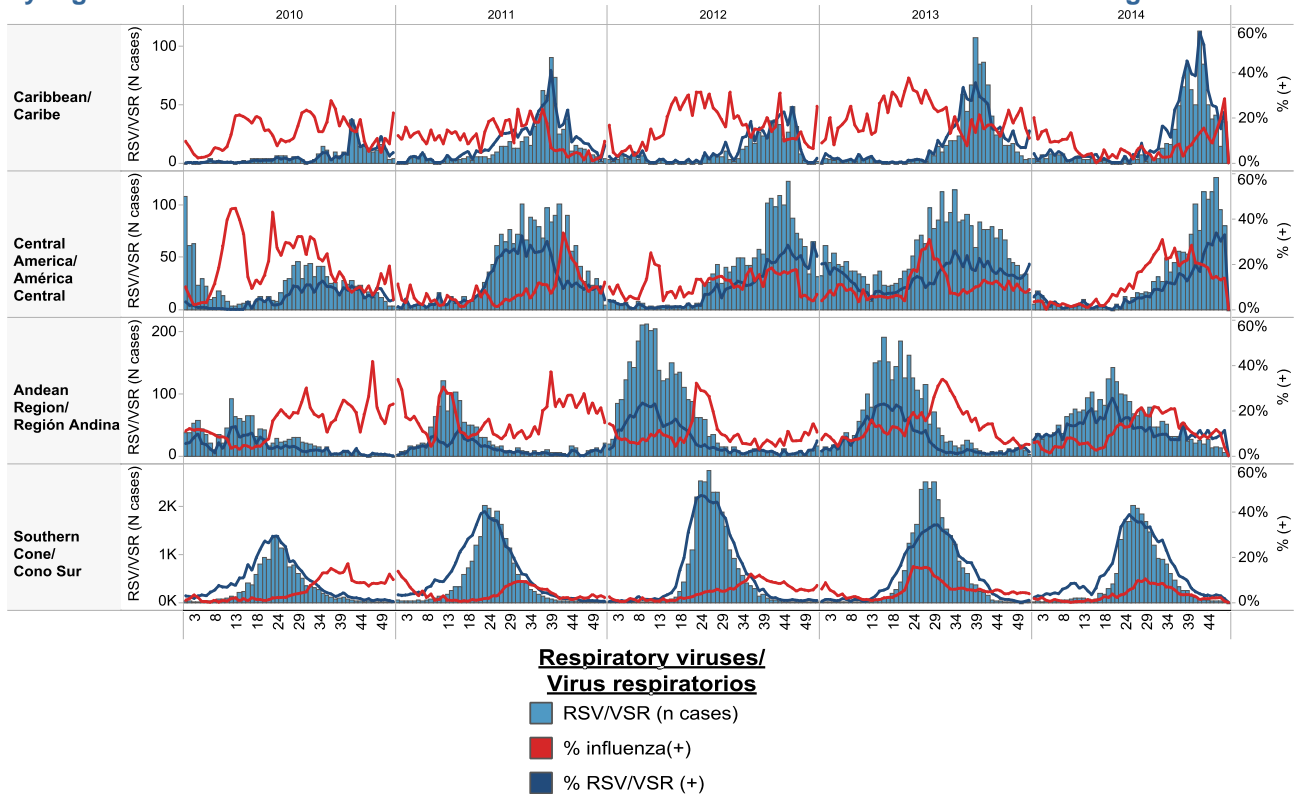 2010 2011 2012 2013 2014
Caribbean/
Caribe
RSV/VSR (N cases)
100
50
0
60%
40%
20%
0%
% (+)
Central
America/
América
Central
RSV/VSR (N cases)
100
50
0
60%
40%
20%
0%
% (+)
Andean
Region/
Región Andina
RSV/VSR (N cases)
200
100
0
60%
40%
20%
0%
% (+)
Southern
Cone/
Cono Sur
RSV/VSR (N cases)
2K
1K
0K
60%
40%
20%
0%
% (+)
3 8 13 18 24 29 34 39 44 49 3 8 13 18 24 29 34 39 44 49 3 8 13 18 24 29 34 39 44 49 3 8 13 18 24 29 34 39 44 49 3 8 13 18 24 29 34 39 44
Respiratory viruses/
Virus respiratorios
RSV/VSR (n cases)
% influenza(+)
% RSV/VSR (+)